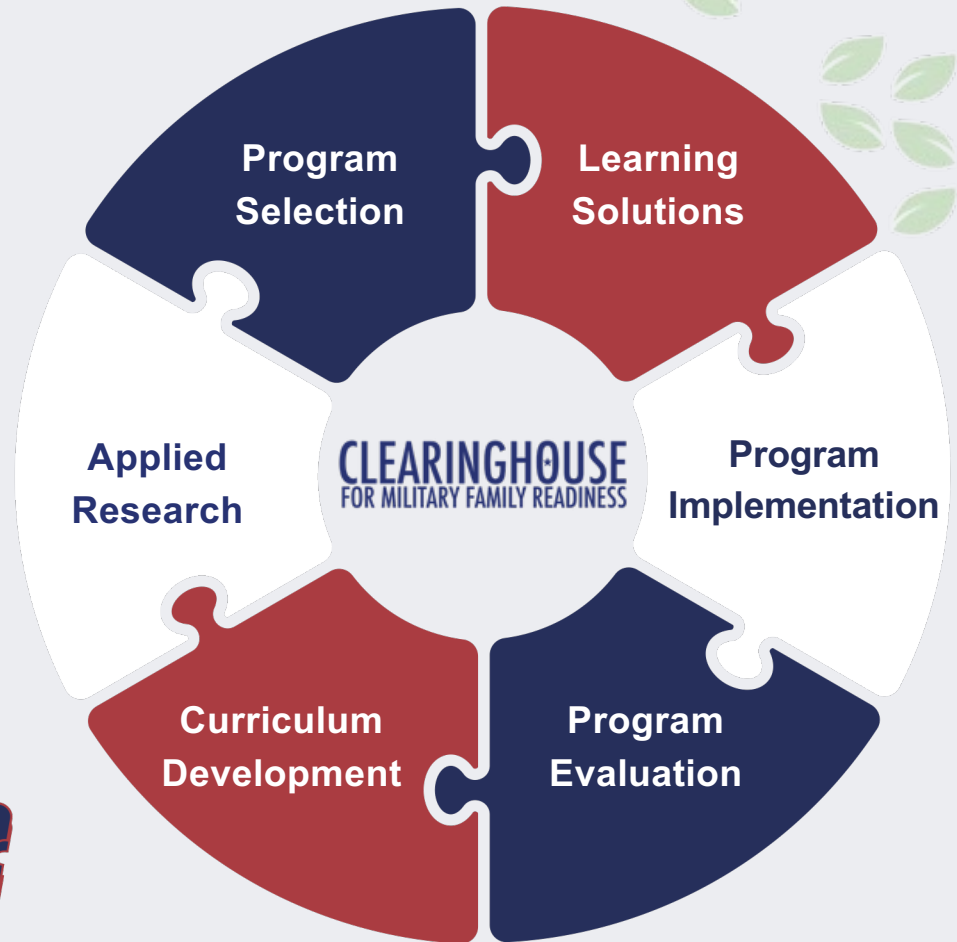 Program
Selection
Learning
Solutions
Applied
Research
CLEARINGHOUSE
FOR MILITARY FAMILY READINESS
Program
Implementation
Curriculum
Development
Program
Evaluation